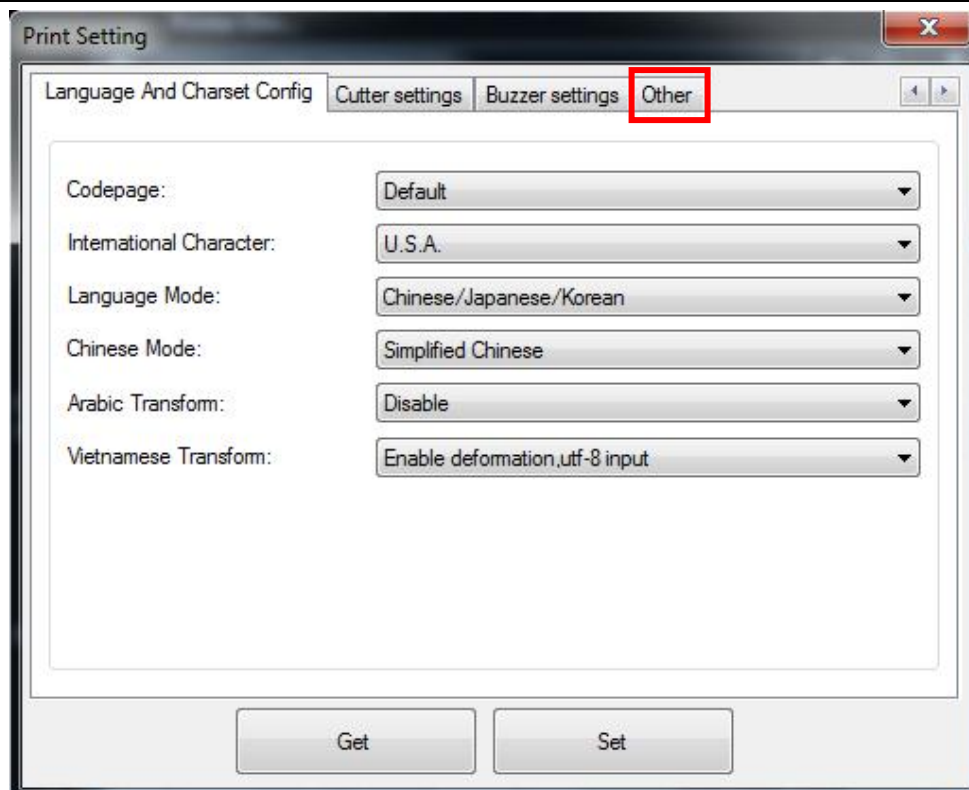 Print Setting
Language And Charset Config Cutter settings Buzzer settings Other
Codepage: Default
International Character: U.S.A.
Language Mode: Chinese/Japanese/Korean
Chinese Mode: Simplified Chinese
Arabic Transform: Disable
Vietnamese Transform: Enable deformation,utf-8 input
Get Set